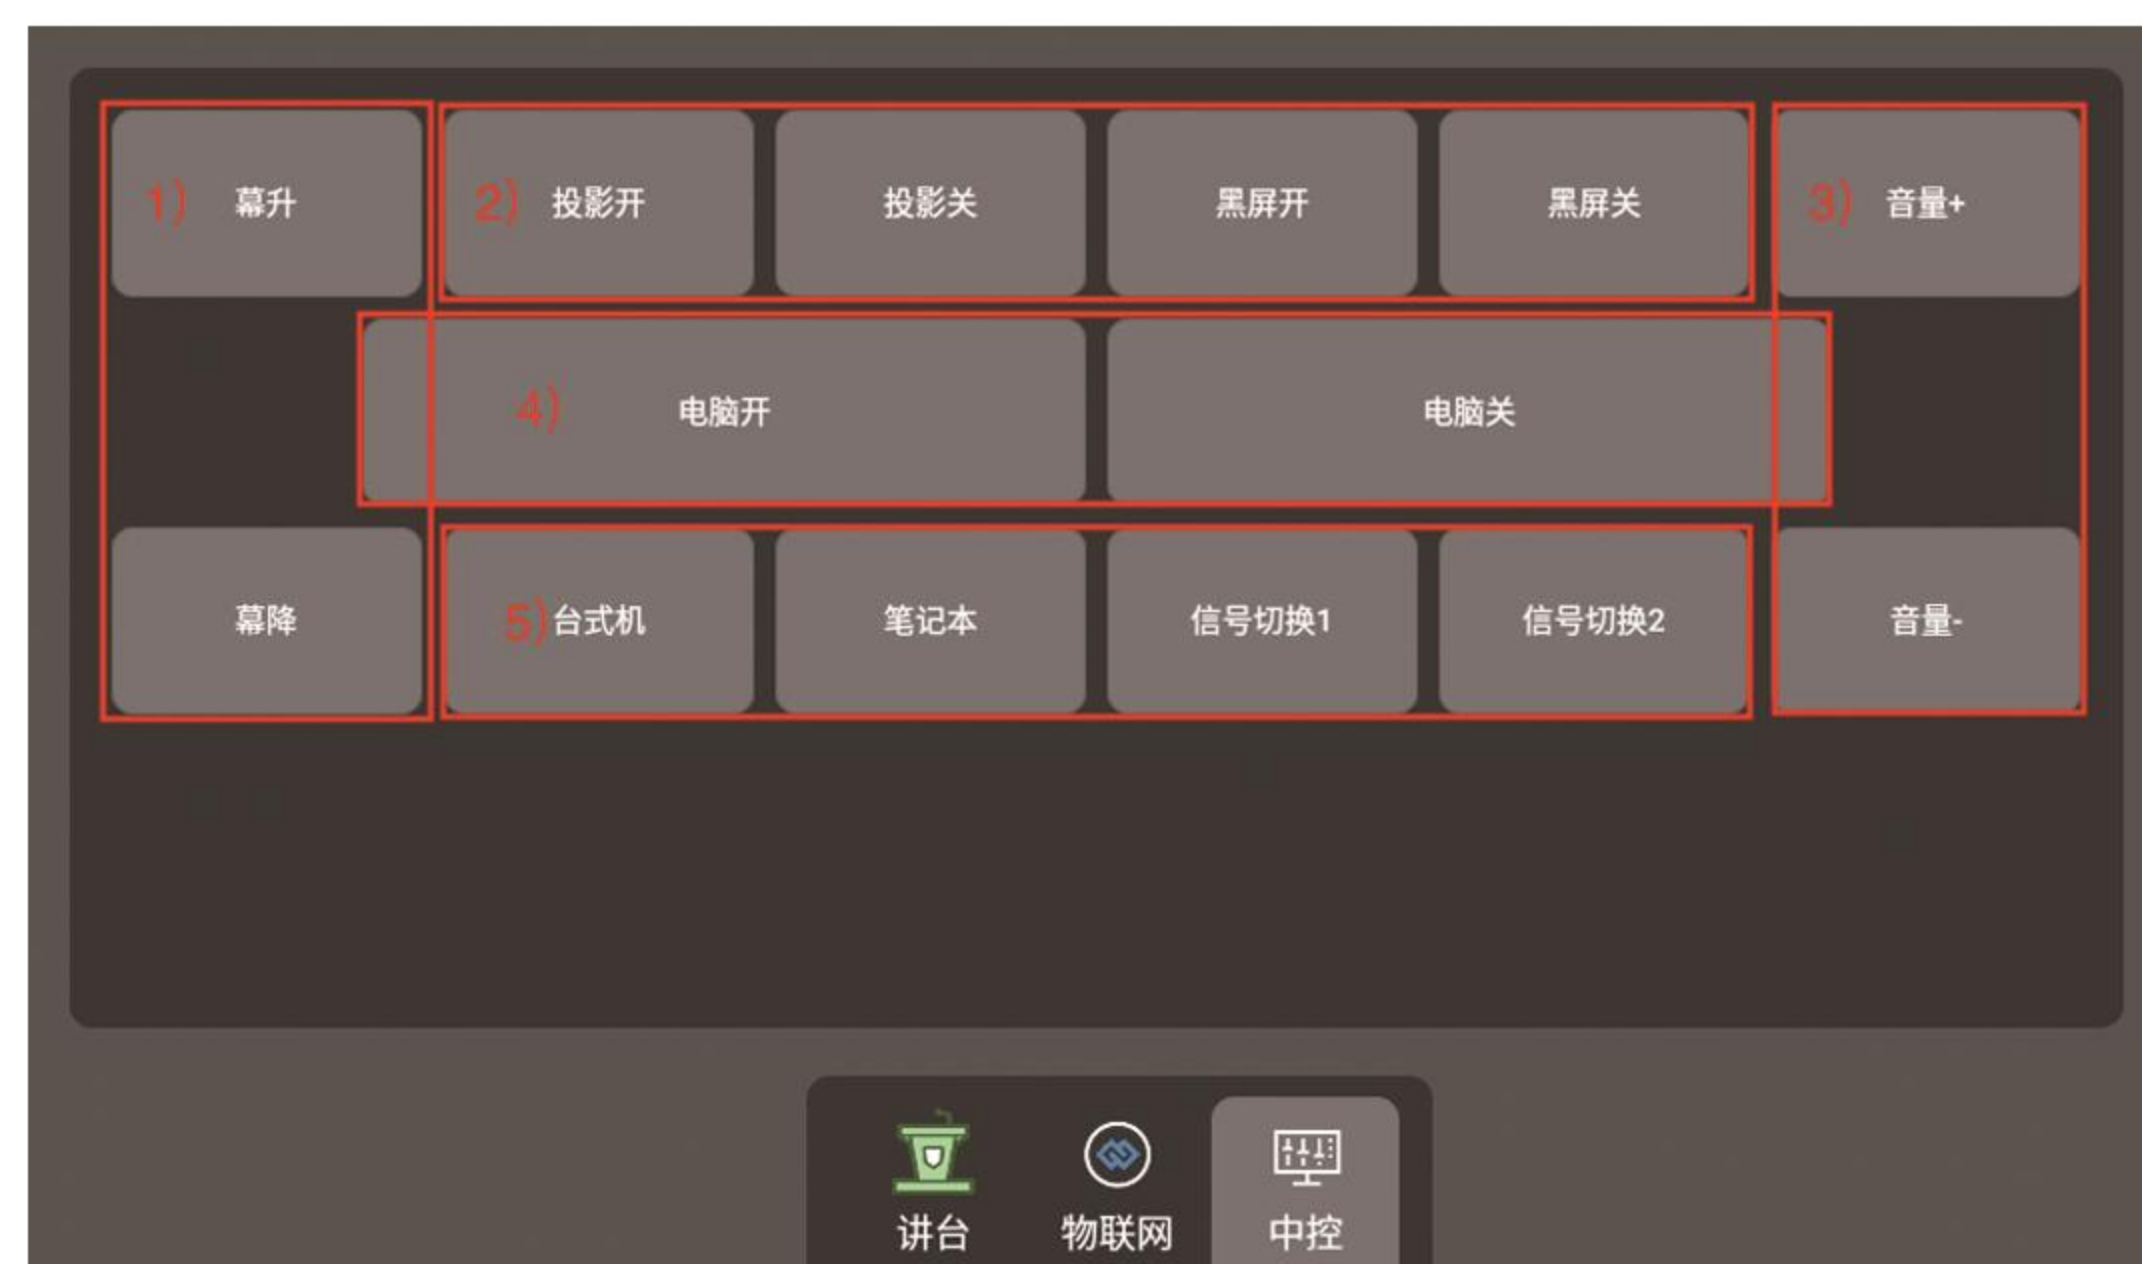 1) 幕升 2) 投影开 投影关 黑屏开 黑屏关 3) 音量+
4) 电脑开 电脑关
幕降 5) 台式机 笔记本 信号切换1 信号切换2 音量-
讲台 物联网 中控